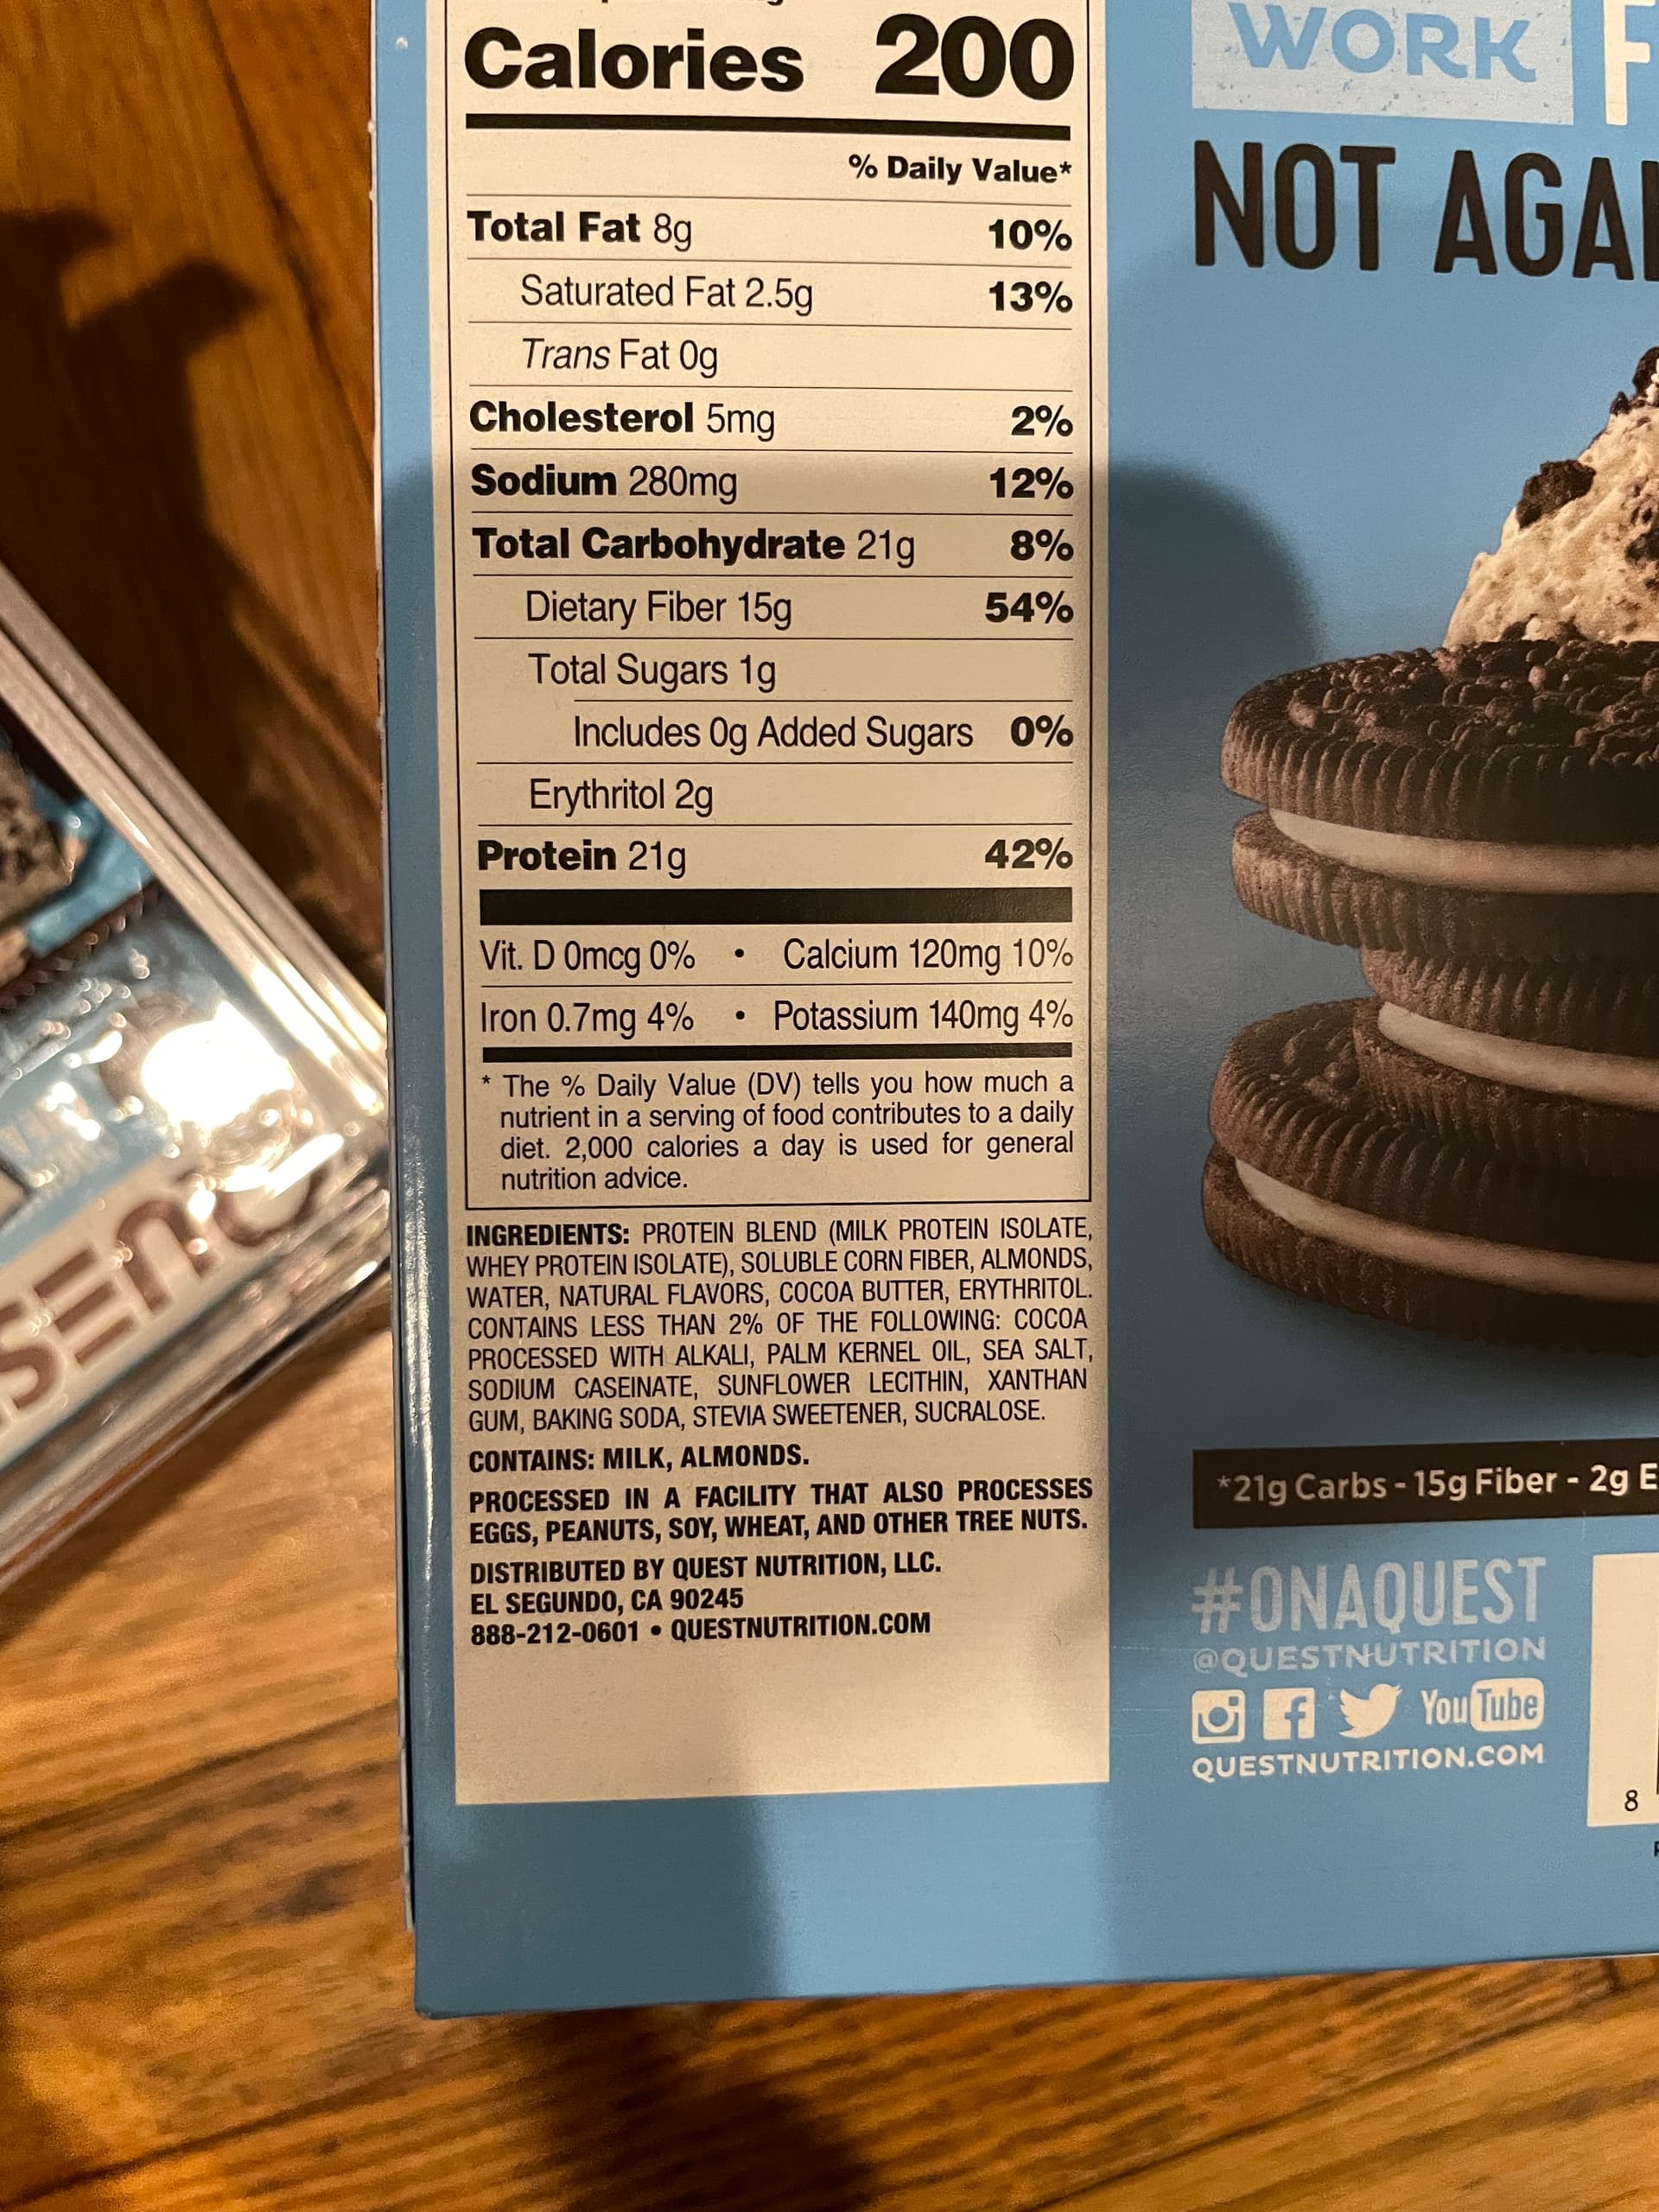 Calories 200
% Daily Value*
Total Fat 8g 10%
Saturated Fat 2.5g 13%
Trans Fat 0g
Cholesterol 5mg 2%
Sodium 280mg 12%
Total Carbohydrate 21g 8%
Dietary Fiber 15g 54%
Total Sugars 1g
Includes 0g Added Sugars 0%
Erythritol 2g
Protein 21g 42%
Vit. D 0mcg 0% • Calcium 120mg 10%
Iron 0.7mg 4% • Potassium 140mg 4%
* The % Daily Value (DV) tells you how much a
nutrient in a serving of food contributes to a daily
diet. 2,000 calories a day is used for general
nutrition advice.
INGREDIENTS: PROTEIN BLEND (MILK PROTEIN ISOLATE,
WHEY PROTEIN ISOLATE), SOLUBLE CORN FIBER, ALMONDS,
WATER, NATURAL FLAVORS, COCOA BUTTER, ERYTHRITOL.
CONTAINS LESS THAN 2% OF THE FOLLOWING: COCOA
PROCESSED WITH ALKALI, PALM KERNEL OIL, SEA SALT,
SODIUM CASEINATE, SUNFLOWER LECITHIN, XANTHAN
GUM, BAKING SODA, STEVIA SWEETENER, SUCRALOSE.
CONTAINS: MILK, ALMONDS.
PROCESSED IN A FACILITY THAT ALSO PROCESSES
EGGS, PEANUTS, SOY, WHEAT, AND OTHER TREE NUTS.
DISTRIBUTED BY QUEST NUTRITION, LLC.
EL SEGUNDO, CA 90245
888-212-0601 • QUESTNUTRITION.COM
WORK
NOT AGAI
*21g Carbs - 15g Fiber - 2g E
#ONAQUEST
@QUESTNUTRITION
YouTube
QUESTNUTRITION.COM
8